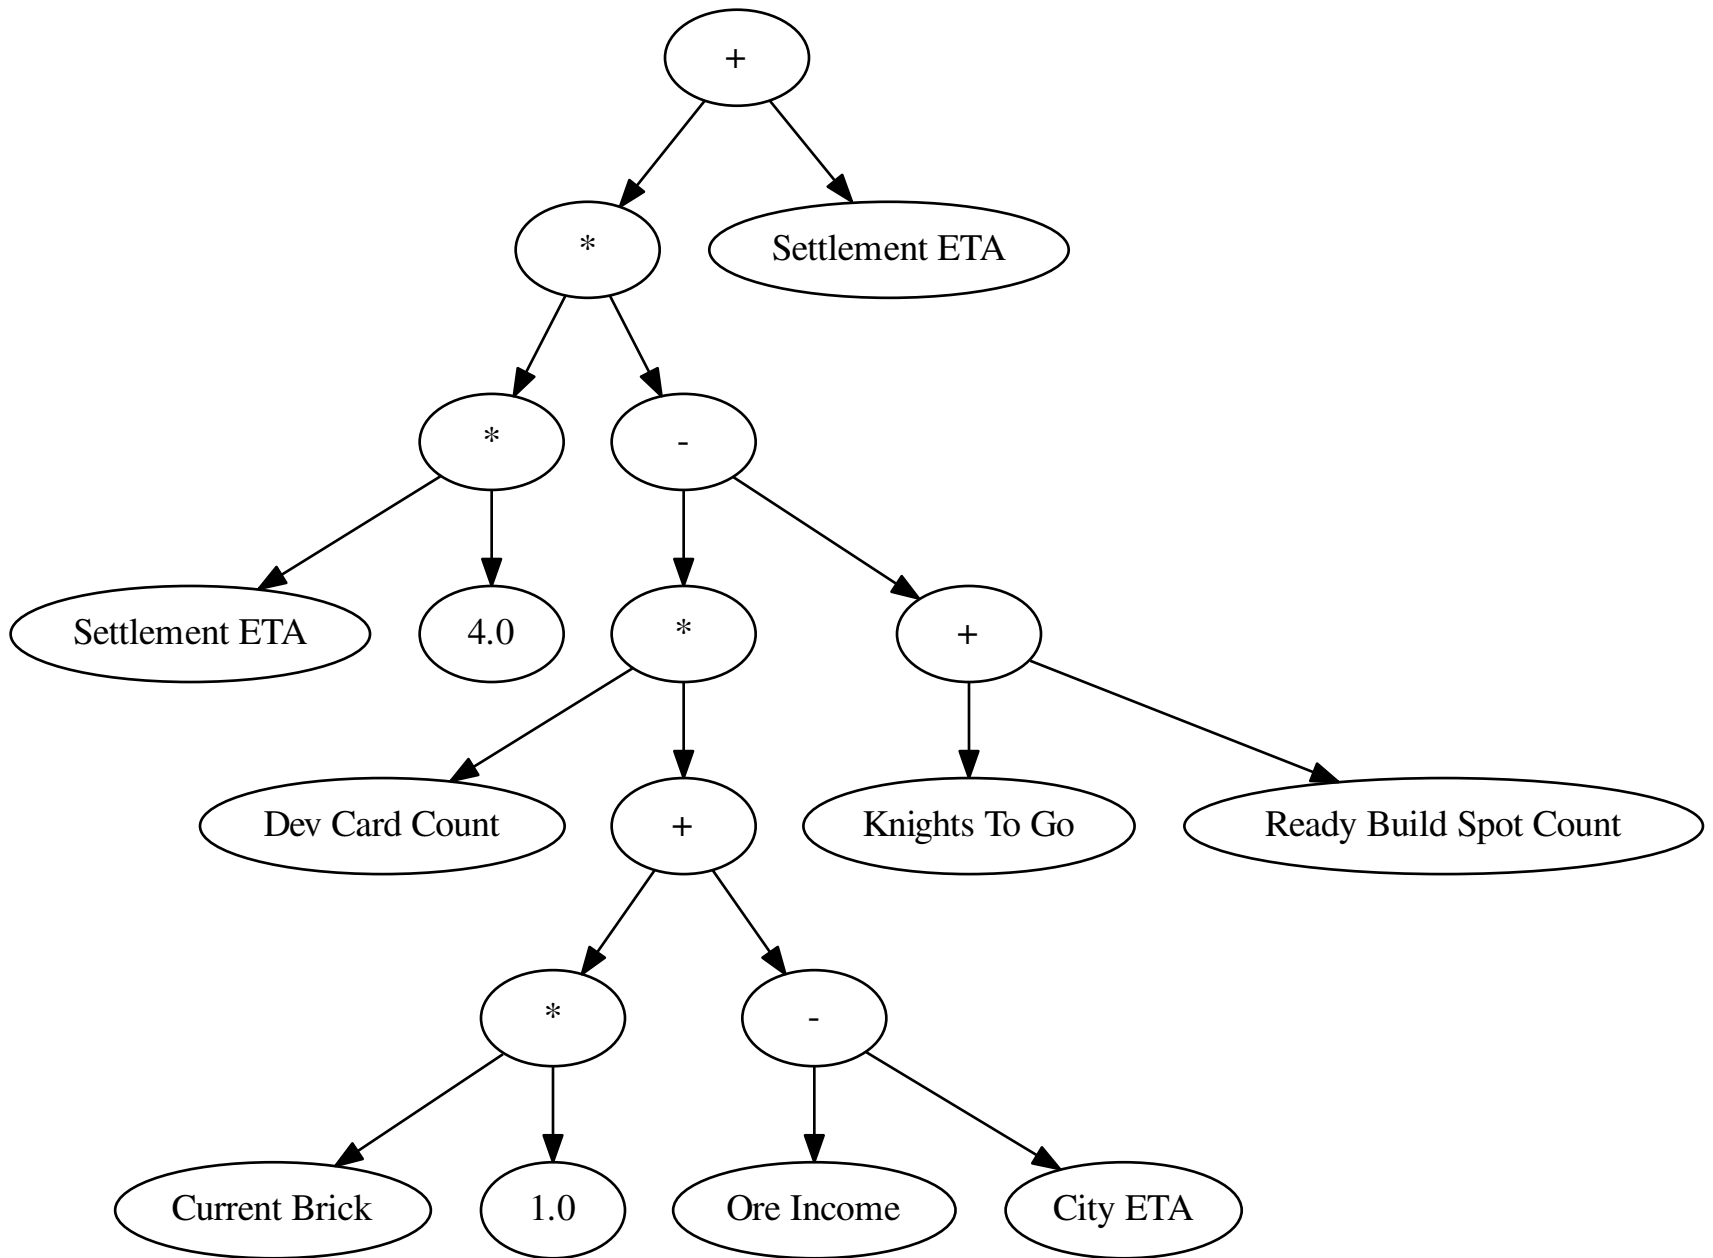 +
*
Settlement ETA
*
-
Settlement ETA
4.0
*
+
Dev Card Count
+
Knights To Go
Ready Build Spot Count
*
-
Current Brick
1.0
Ore Income
City ETA